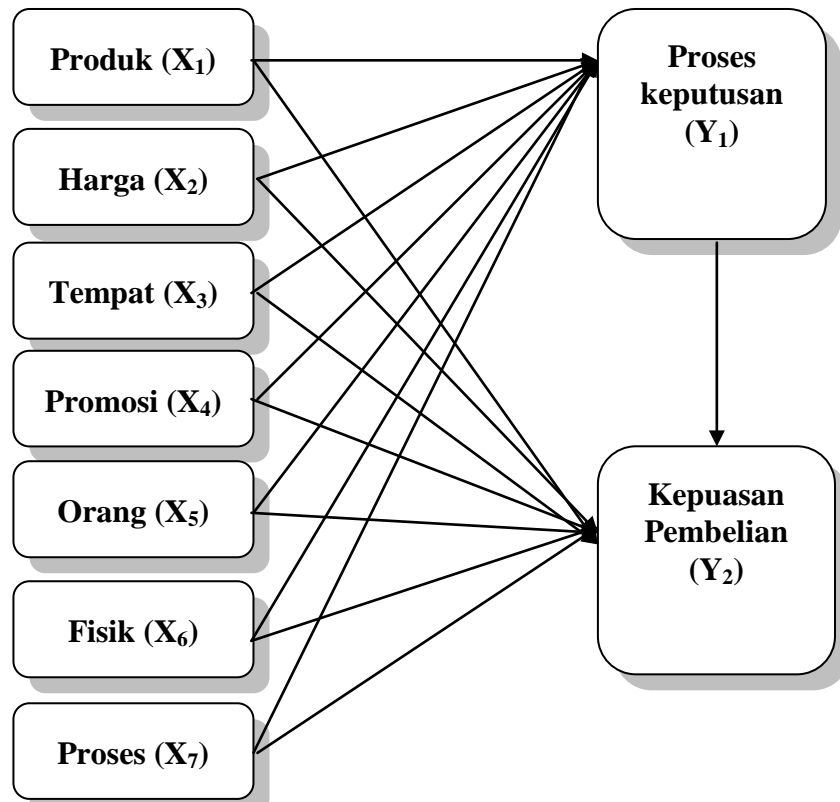 Produk (X₁)
Harga (X₂)
Tempat (X₃)
Promosi (X₄)
Orang (X₅)
Fisik (X₆)
Proses (X₇)
Proses
keputusan
(Y₁)
Kepuasan
Pembelian
(Y₂)